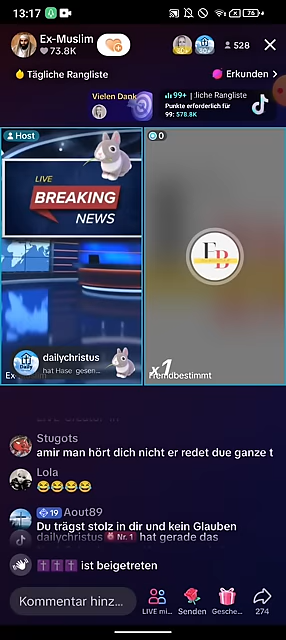 13:17
75
Ex-Muslim
73.8K
528
Tägliche Rangliste
Erkunden
Vielen Dank
99+ | :liche Rangliste
Punkte erforderlich für
99: 578.8K
Host
0
LIVE
BREAKING
NEWS
FB
dailychristus
hat Hase gesen...
Ex
x1
Fremdbestimmt
Stugots
amir man hört dich nicht er redet due ganze t
Lola
😂😂😂😂
19 Aout89
Du trägst stolz in dir und kein Glauben
dailychristus Nr. 1 hat gerade das
✝️✝️✝️ ist beigetreten
Kommentar hinz...
LIVE mi...
Senden
Gesche...
274